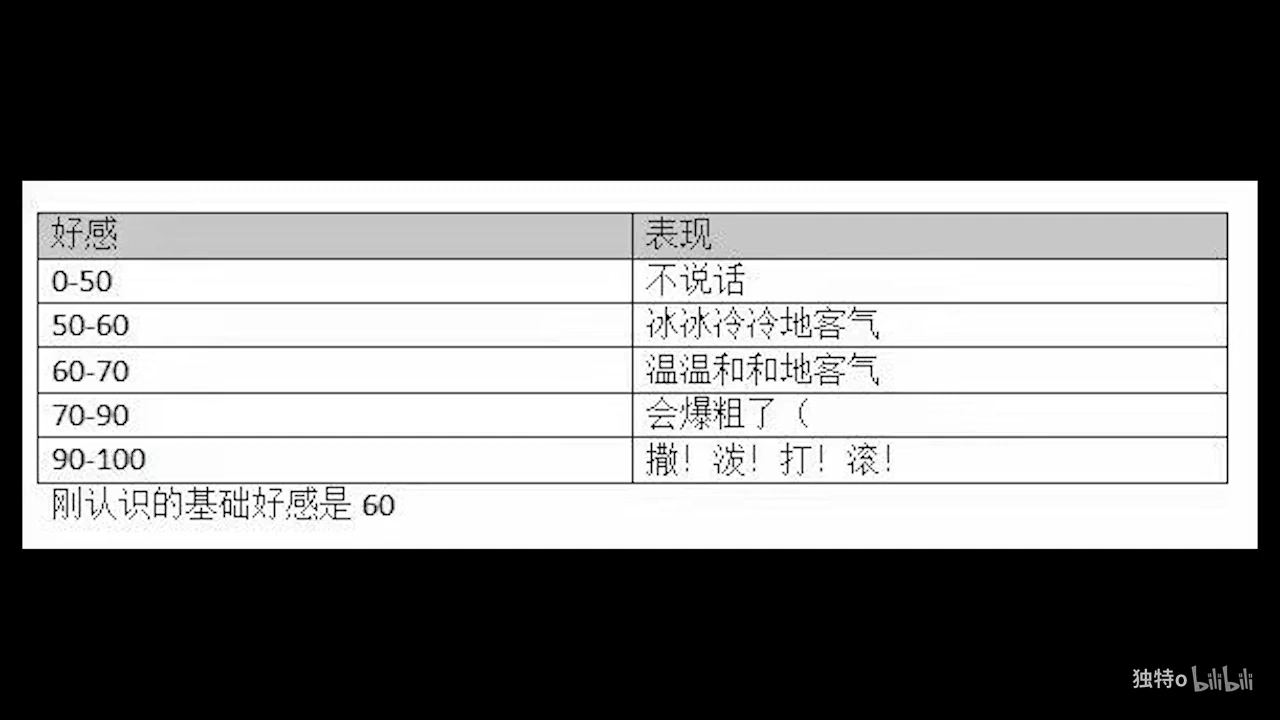 好感 表现
0-50 不说话
50-60 冰冰冷冷地客气
60-70 温温和和地客气
70-90 会爆粗了（
90-100 撒！泼！打！滚！
刚认识的基础好感是 60
独特o bilibili